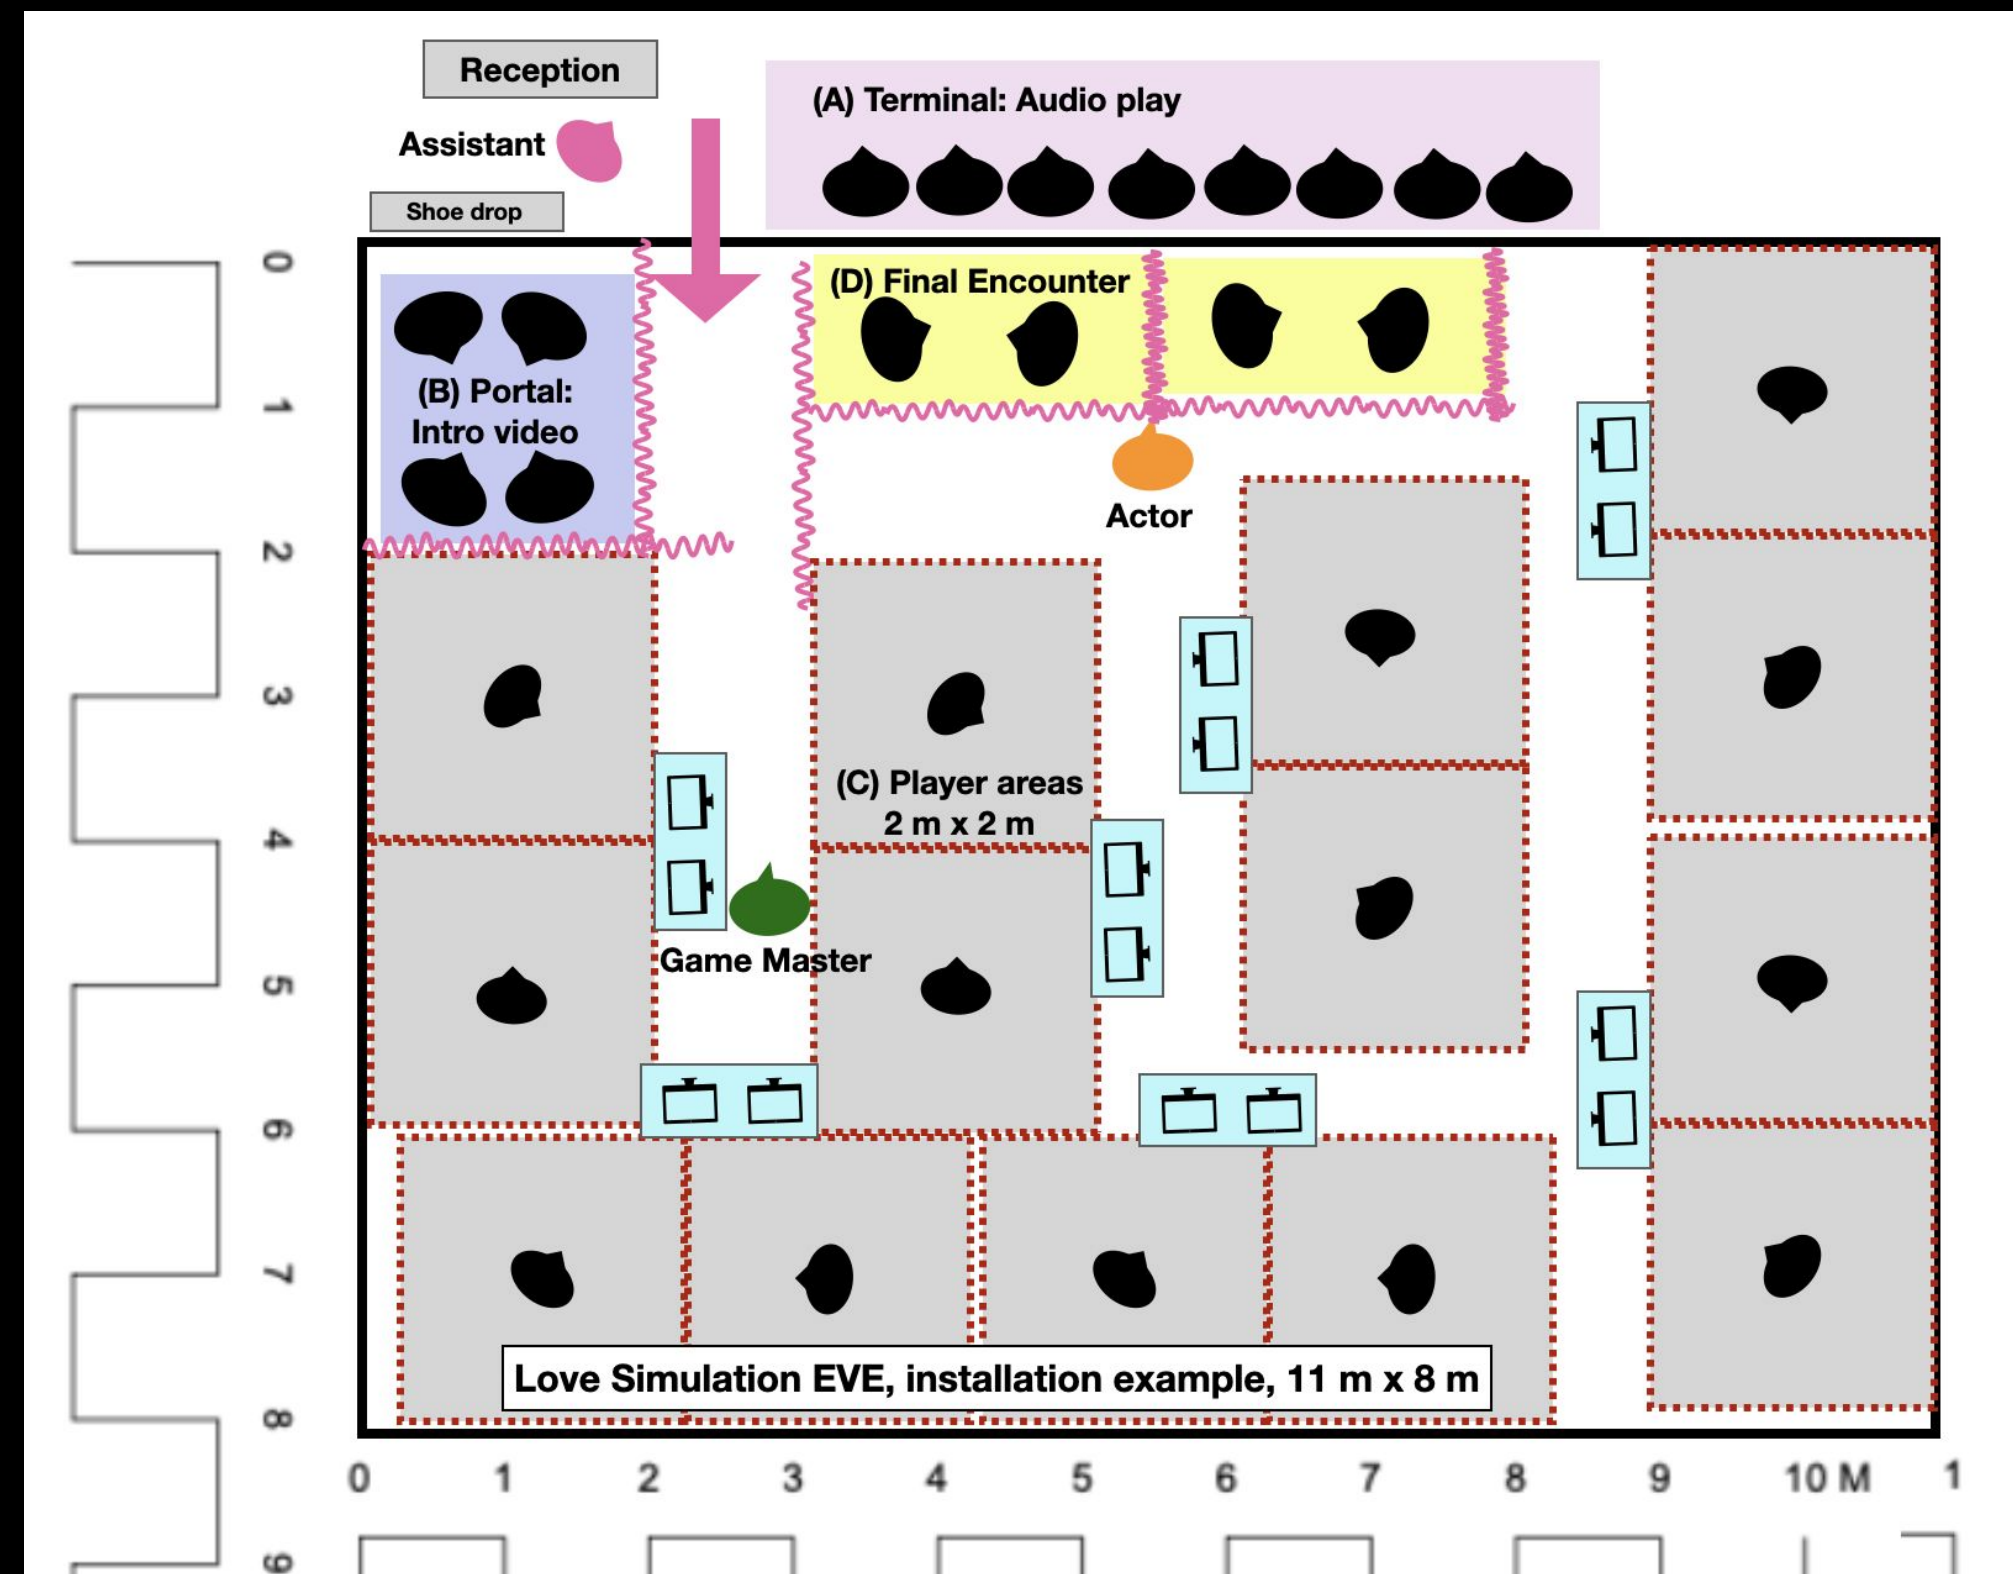 Reception
(A) Terminal: Audio play
Assistant
Shoe drop
0
(D) Final Encounter
(B) Portal:
Intro video
1
Actor
2
3
(C) Player areas
2 m x 2 m
4
Game Master
5
6
7
Love Simulation EVE, installation example, 11 m x 8 m
8
0 1 2 3 4 5 6 7 8 9 10 M 1
9